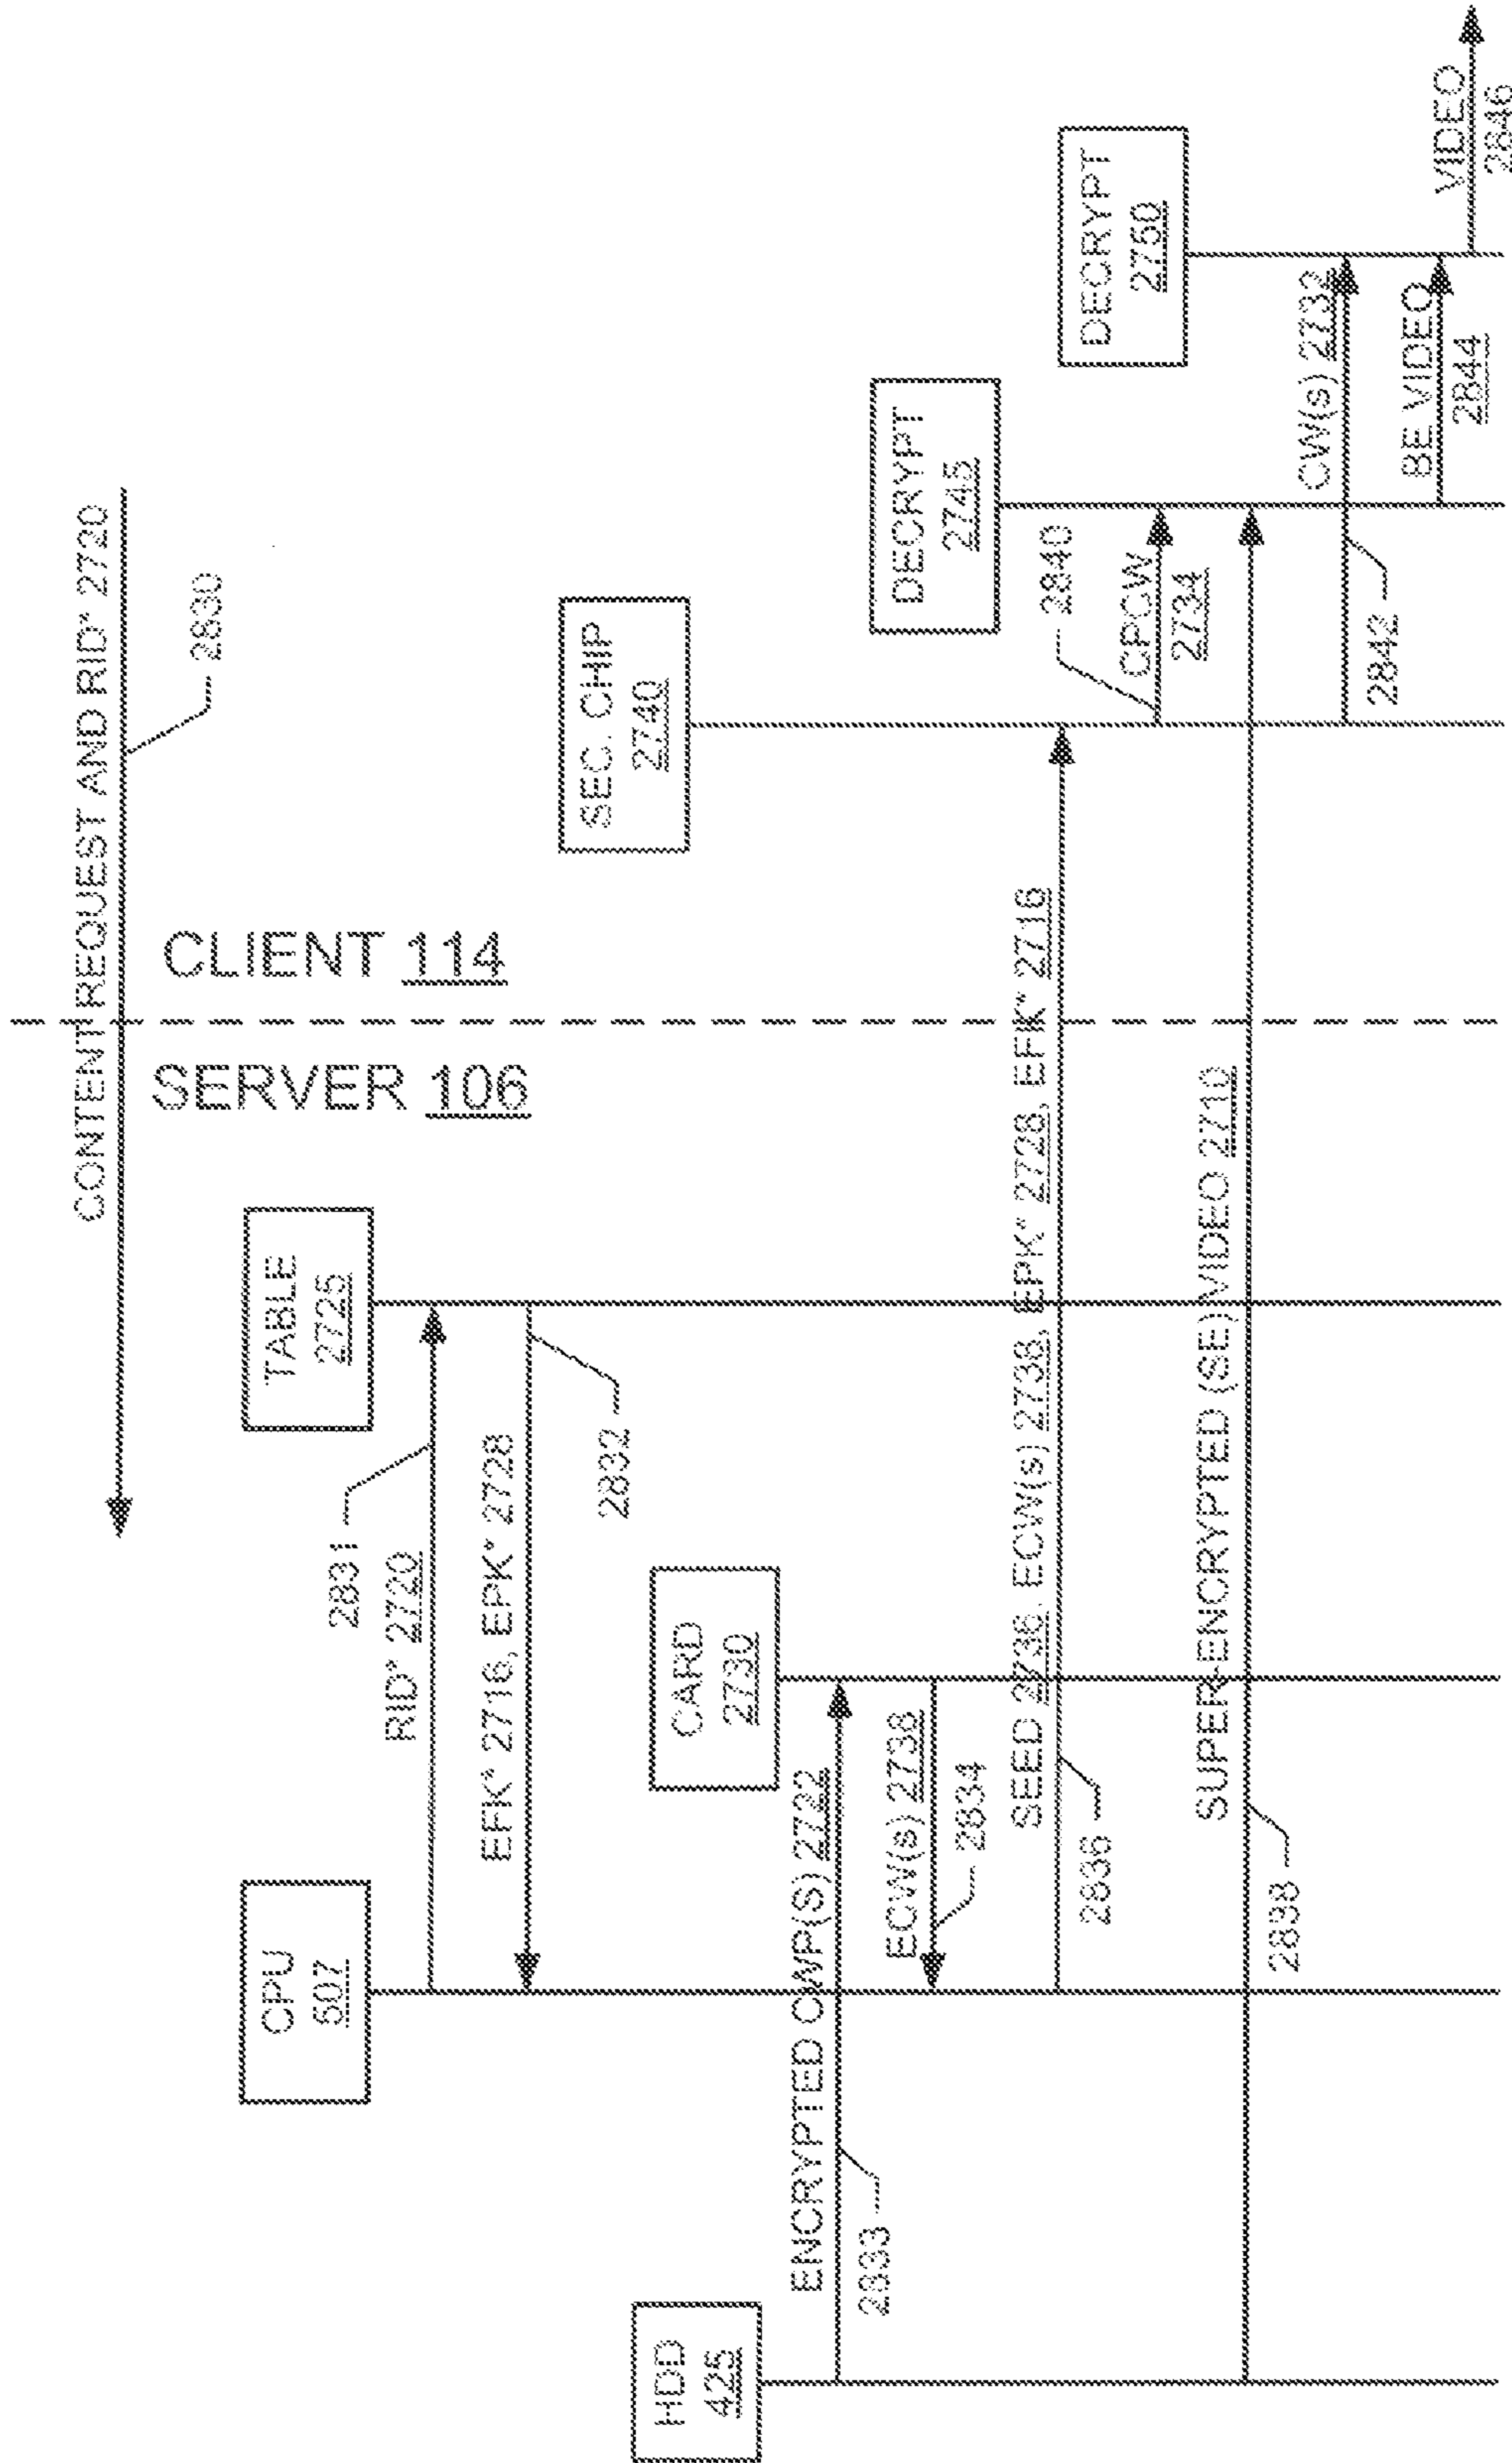 CONTENT REQUEST AND RID* 2720
2830
CLIENT 114
SERVER 106
HDD
425
CPU
507
CARD
2730
TABLE
2725
SEC. CHIP
2740
DECRYPT
2745
DECRYPT
2750
2831
RID* 2720
EFK* 2716, EPK* 2728
2832
ENCRYPTED CWP(S) 2722
2833
ECW(s) 2738
2834
SEED 2736, ECW(s) 2738, EPK* 2728, EFK* 2716
2836
2840
CPCW
2734
SUPER-ENCRYPTED (SE) VIDEO 2710
2838
CW(s) 2732
2842
BE VIDEO
2844
VIDEO
2846